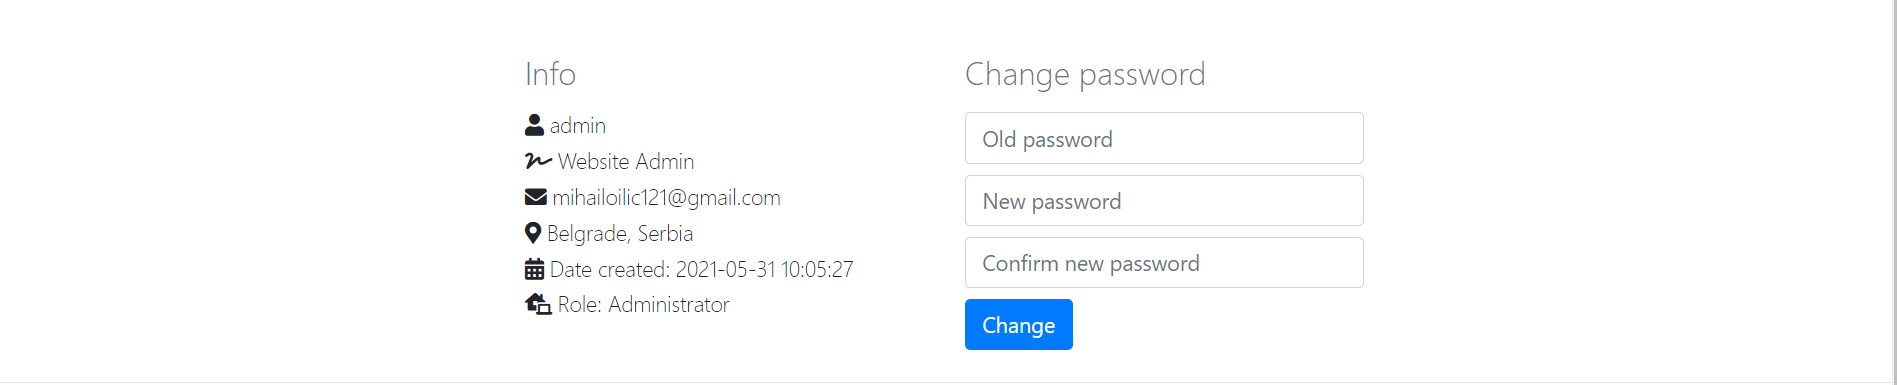 Info
admin
Website Admin
mihailoilic121@gmail.com
Belgrade, Serbia
Date created: 2021-05-31 10:05:27
Role: Administrator
Change password
Old password
New password
Confirm new password
Change